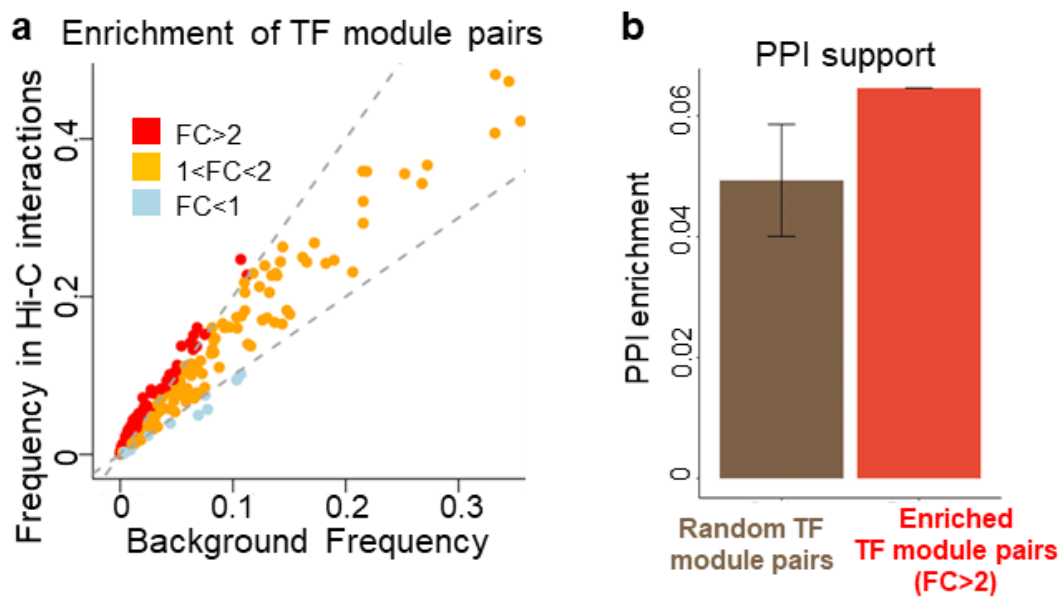 a
Enrichment of TF module pairs
Frequency in Hi-C interactions
0.4
0.2
0
FC>2
1<FC<2
FC<1
0 0.1 0.2 0.3
Background Frequency
b
PPI support
PPI enrichment
0.06
0.04
0.02
0
Random TF
module pairs
Enriched
TF module pairs
(FC>2)